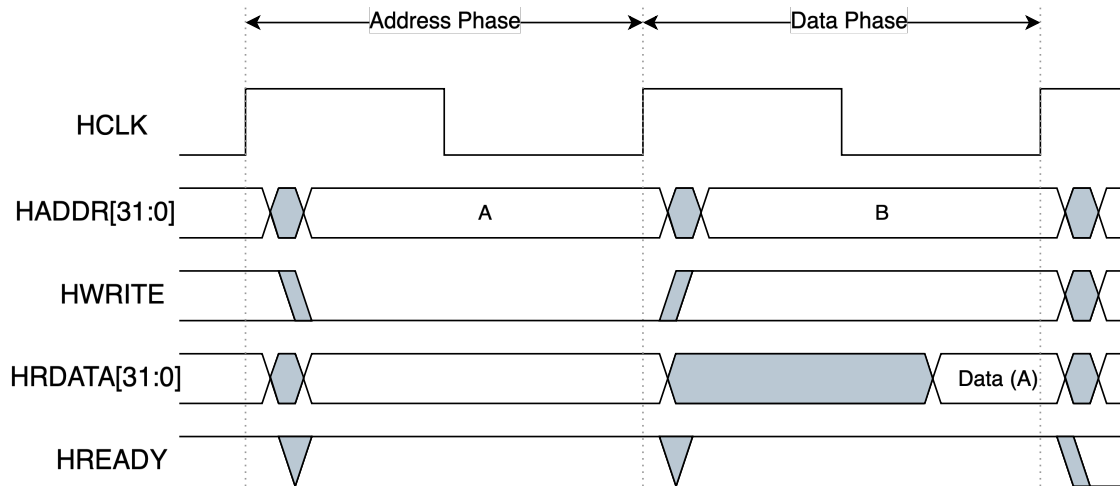 Address Phase
Data Phase
HCLK
HADDR[31:0]
A
B
HWRITE
HRDATA[31:0]
Data (A)
HREADY